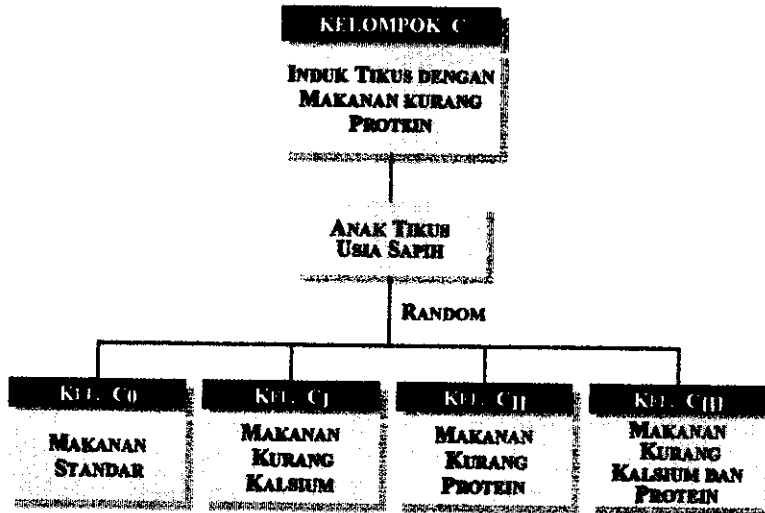 KELOMPOK C
INDUK TIKUS DENGAN
MAKANAN KURANG
PROTEIN
ANAK TIKUS
USIA SAPIH
RANDOM
KEL. C0
MAKANAN
STANDAR
KEL. CI
MAKANAN
KURANG
KALSIUM
KEL. CII
MAKANAN
KURANG
PROTEIN
KEL. CIII
MAKANAN
KURANG
KALSIUM DAN
PROTEIN